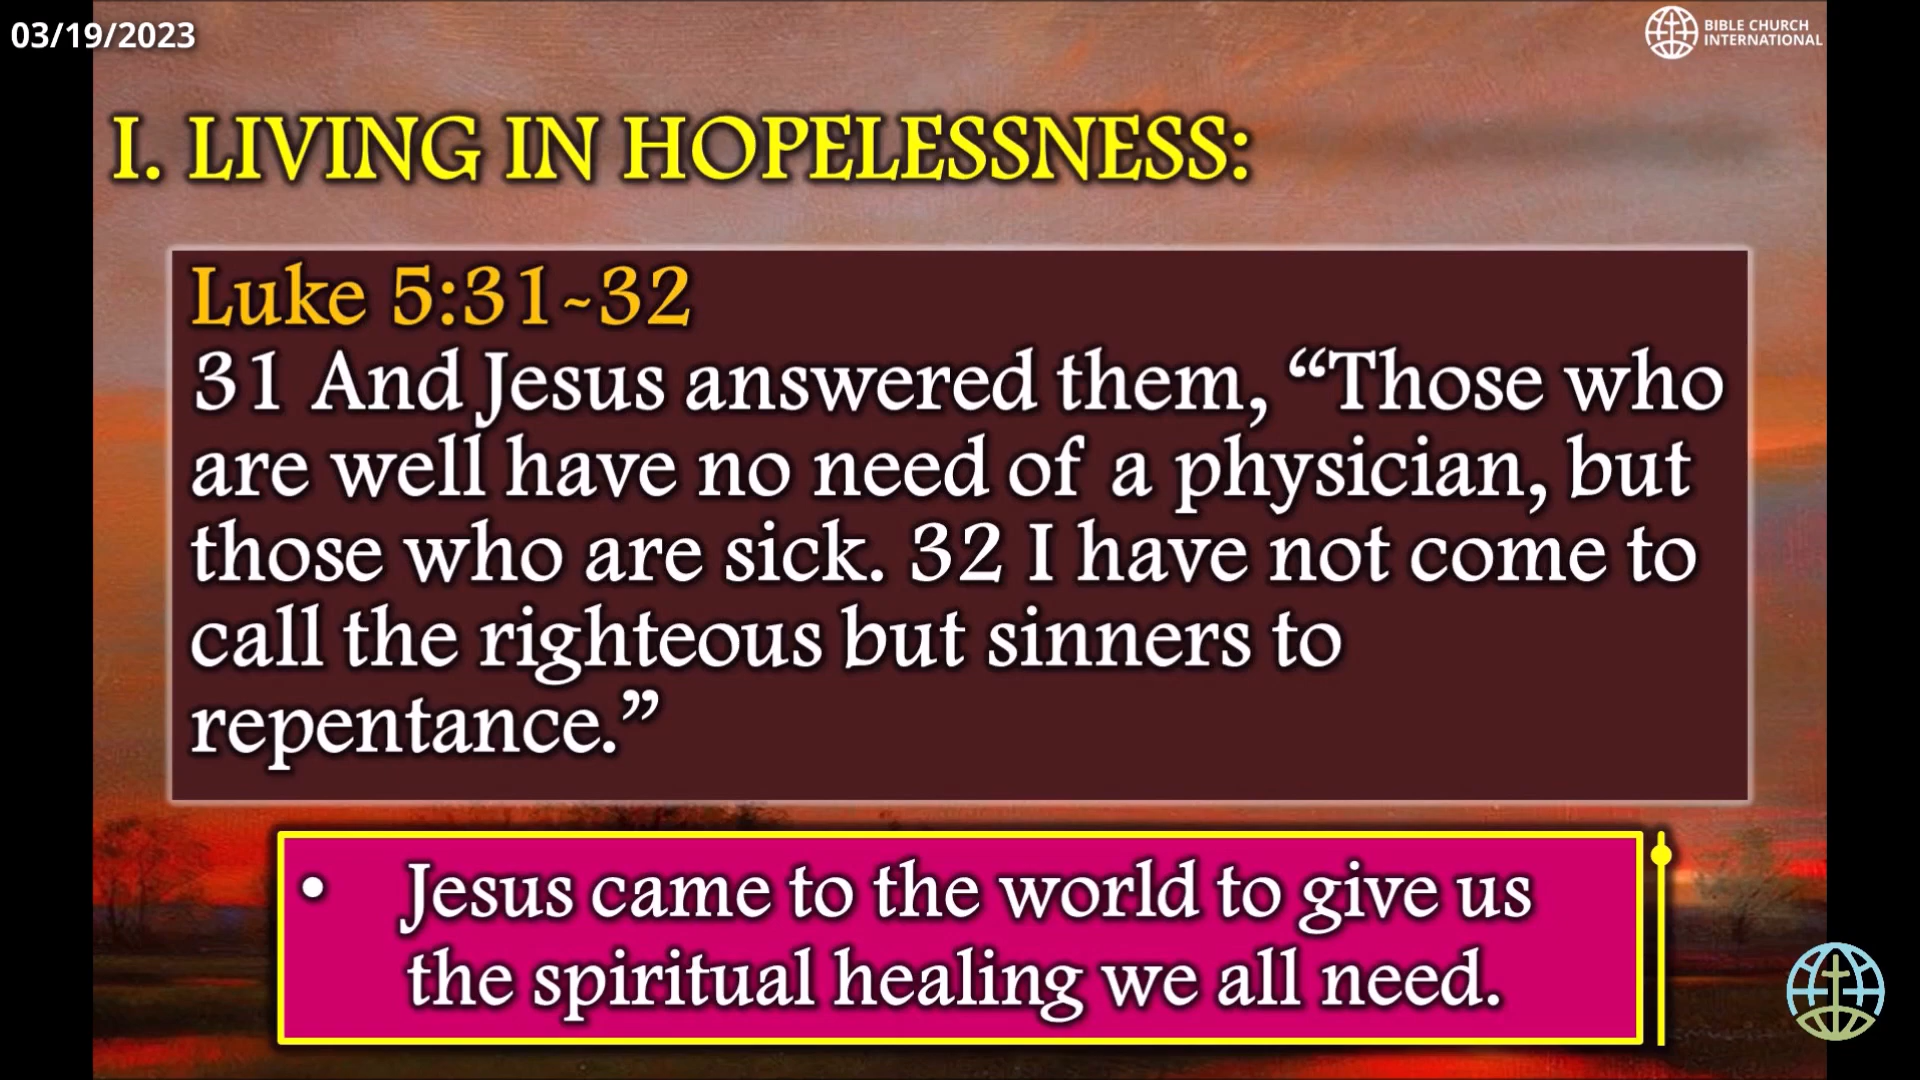 03/19/2023
BIBLE CHURCH
INTERNATIONAL
I. LIVING IN HOPELESSNESS:
Luke 5:31-32
31 And Jesus answered them, “Those who
are well have no need of a physician, but
those who are sick. 32 I have not come to
call the righteous but sinners to
repentance.”
• Jesus came to the world to give us
the spiritual healing we all need.